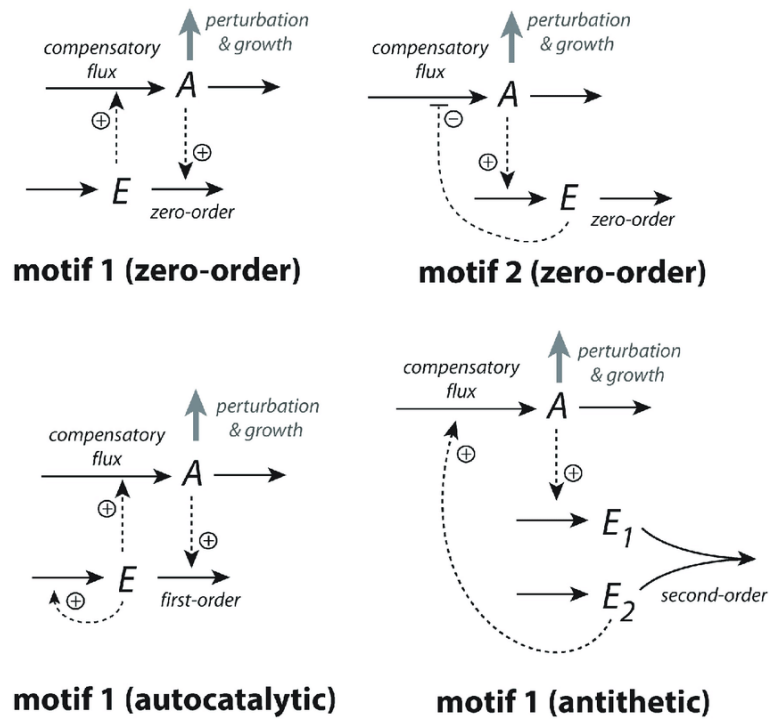 perturbation
& growth
compensatory
flux
A
⊕
⊕
E
zero-order
motif 1 (zero-order)
perturbation
& growth
compensatory
flux
A
⊖
⊕
E
zero-order
motif 2 (zero-order)
perturbation
& growth
compensatory
flux
A
⊕
⊕
E
⊕
first-order
motif 1 (autocatalytic)
perturbation
& growth
compensatory
flux
A
⊕
⊕
E1
E2
second-order
motif 1 (antithetic)